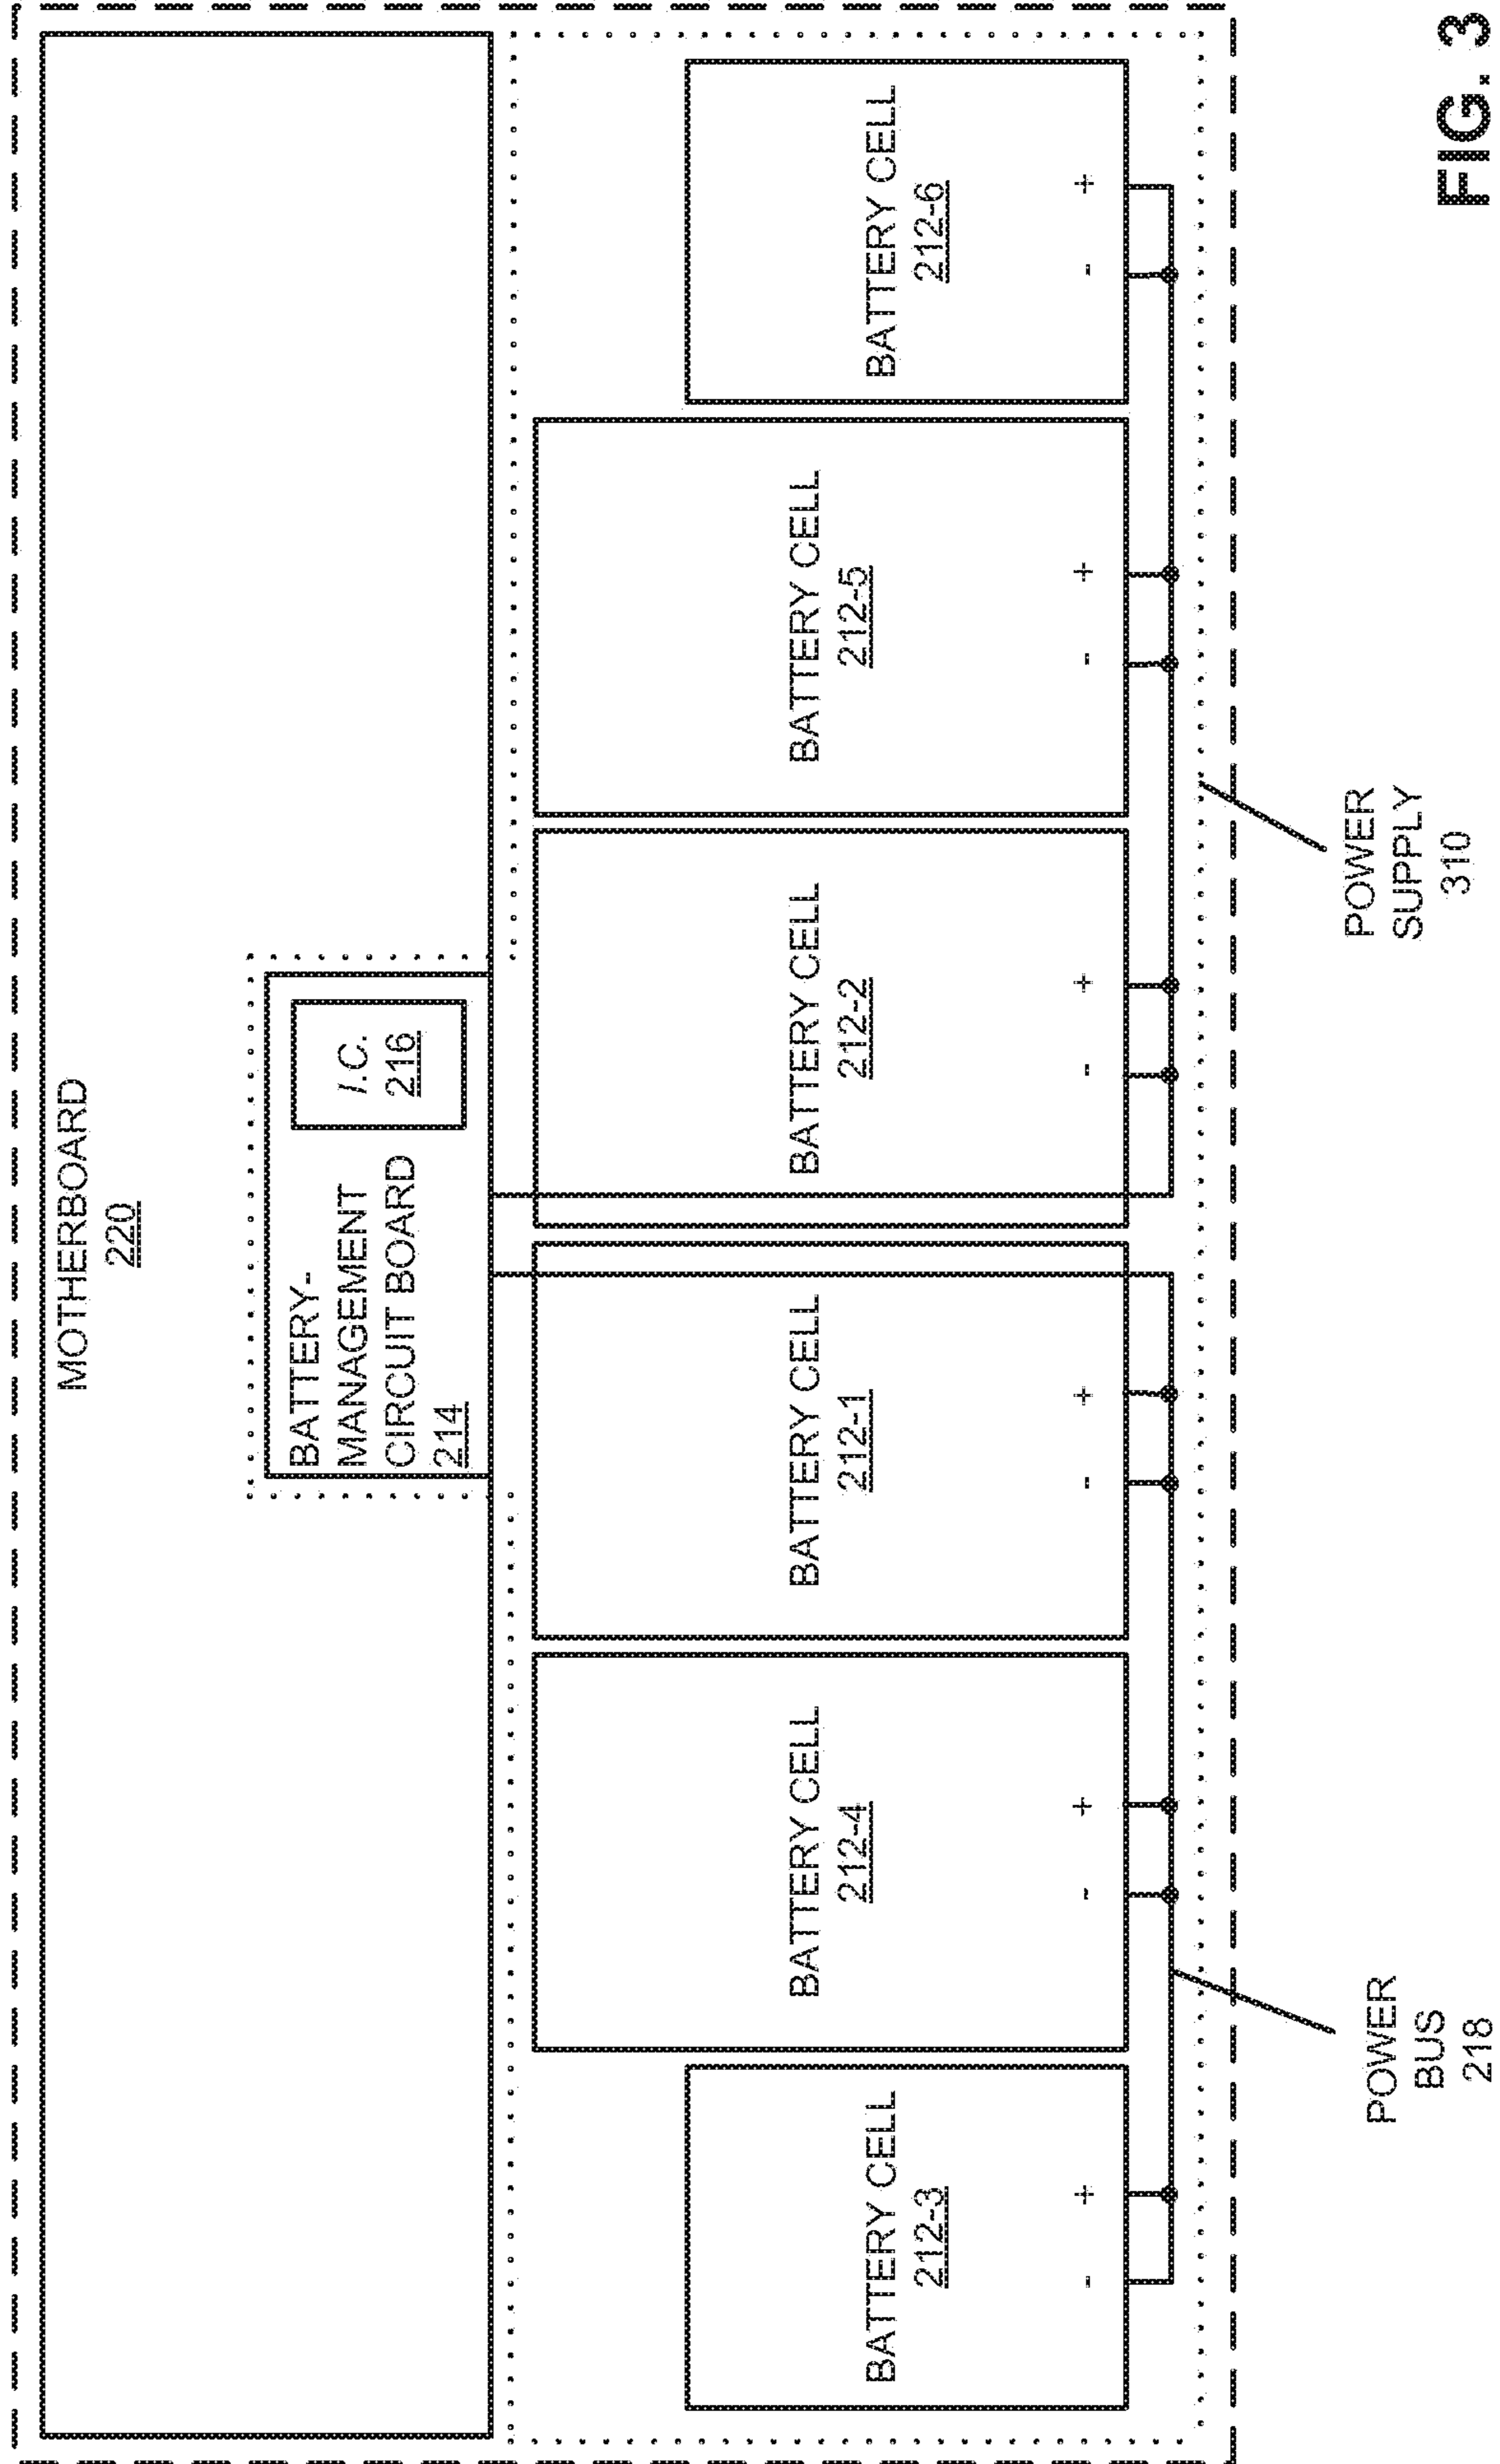 MOTHERBOARD
220
BATTERY-
MANAGEMENT
CIRCUIT BOARD
214
I.C.
216
BATTERY CELL
212-3
- +
BATTERY CELL
212-4
- +
BATTERY CELL
212-1
- +
BATTERY CELL
212-2
- +
BATTERY CELL
212-5
- +
BATTERY CELL
212-6
- +
POWER
BUS
218
POWER
SUPPLY
310
FIG. 3